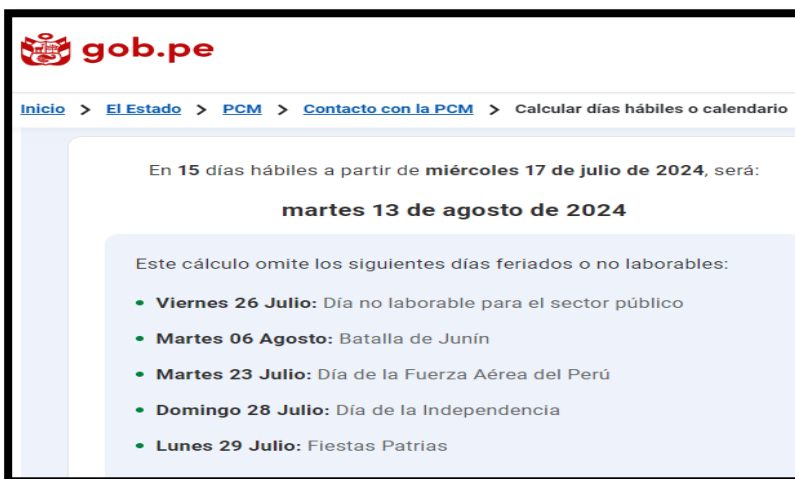 gob.pe
Inicio > El Estado > PCM > Contacto con la PCM > Calcular días hábiles o calendario
En 15 días hábiles a partir de miércoles 17 de julio de 2024, será:
martes 13 de agosto de 2024
Este cálculo omite los siguientes días feriados o no laborables:
• Viernes 26 Julio: Día no laborable para el sector público
• Martes 06 Agosto: Batalla de Junín
• Martes 23 Julio: Día de la Fuerza Aérea del Perú
• Domingo 28 Julio: Día de la Independencia
• Lunes 29 Julio: Fiestas Patrias